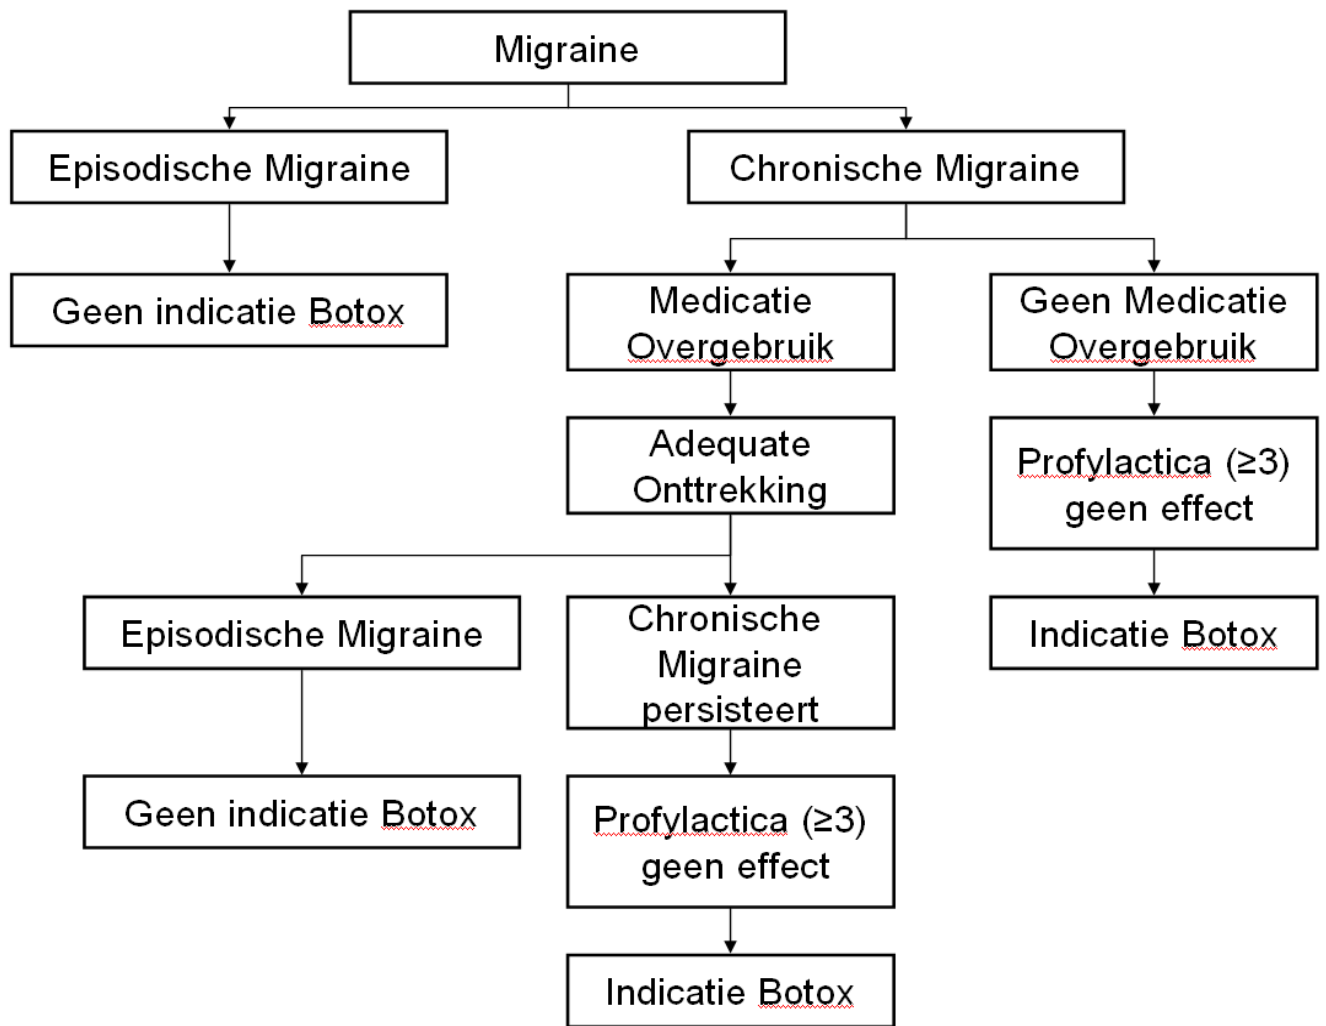 Migraine
Episodische Migraine
Chronische Migraine
Geen indicatie Botox
Medicatie
Overgebruik
Geen Medicatie
Overgebruik
Adequate
Onttrekking
Profylactica (≥3)
geen effect
Episodische Migraine
Chronische
Migraine
persisteert
Indicatie Botox
Geen indicatie Botox
Profylactica (≥3)
geen effect
Indicatie Botox